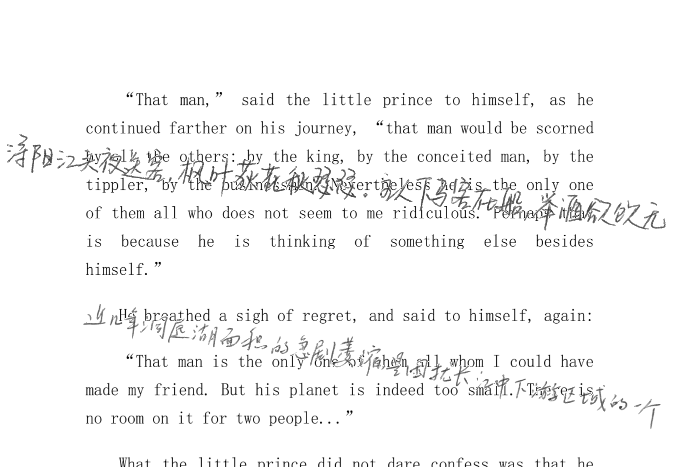 “That man,” said the little prince to himself, as he
continued farther on his journey, “that man would be scorned
浔阳江头夜送客，枫叶荻花秋瑟瑟。主人下马客在船，举酒欲饮无
by all the others: by the king, by the conceited man, by the
tippler, by the businessman. Nevertheless he is the only one
of them all who does not seem to me ridiculous. Perhaps that
is because he is thinking of something else besides
himself.”
He breathed a sigh of regret, and said to himself, again:
近几年洞庭湖面积的急剧萎缩是困扰长江中下游区域的一个
“That man is the only one of them all whom I could have
made my friend. But his planet is indeed too small. There is
no room on it for two people...”
What the little prince did not dare confess was that he